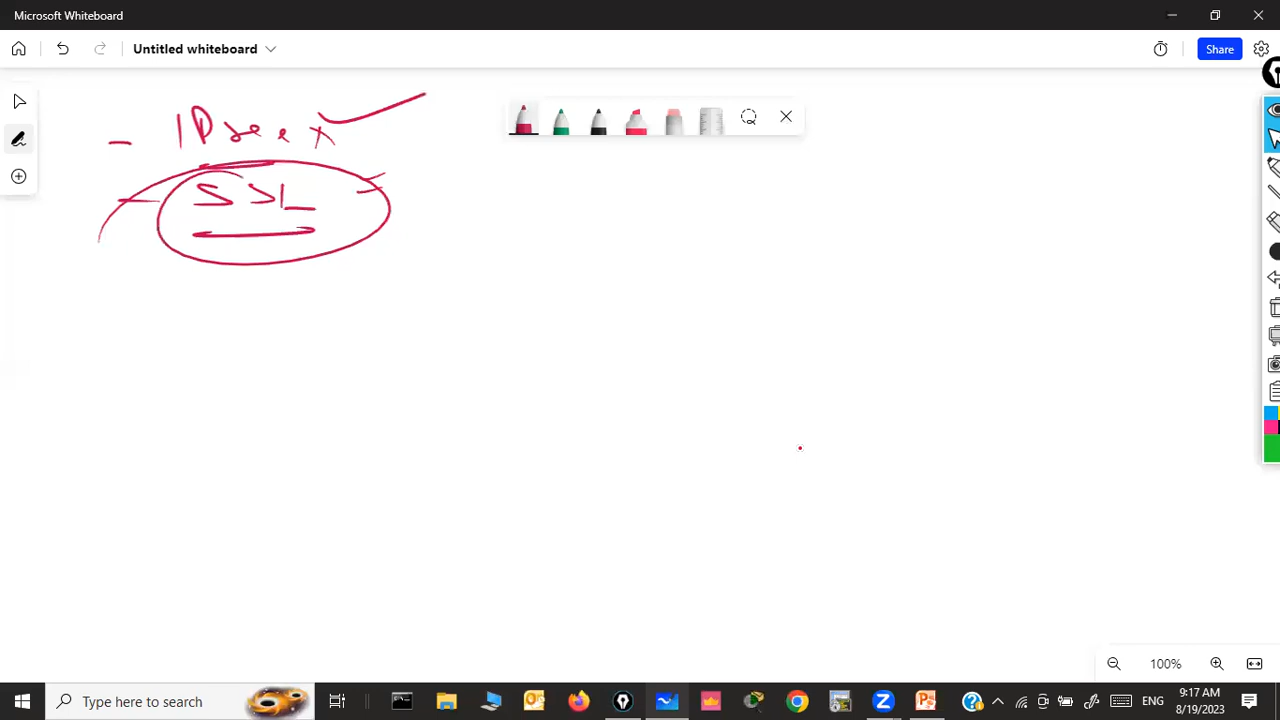 Microsoft Whiteboard
Untitled whiteboard
Share
- IPsec
- SSL
100%
Type here to search
ENG
9:17 AM
8/19/2023